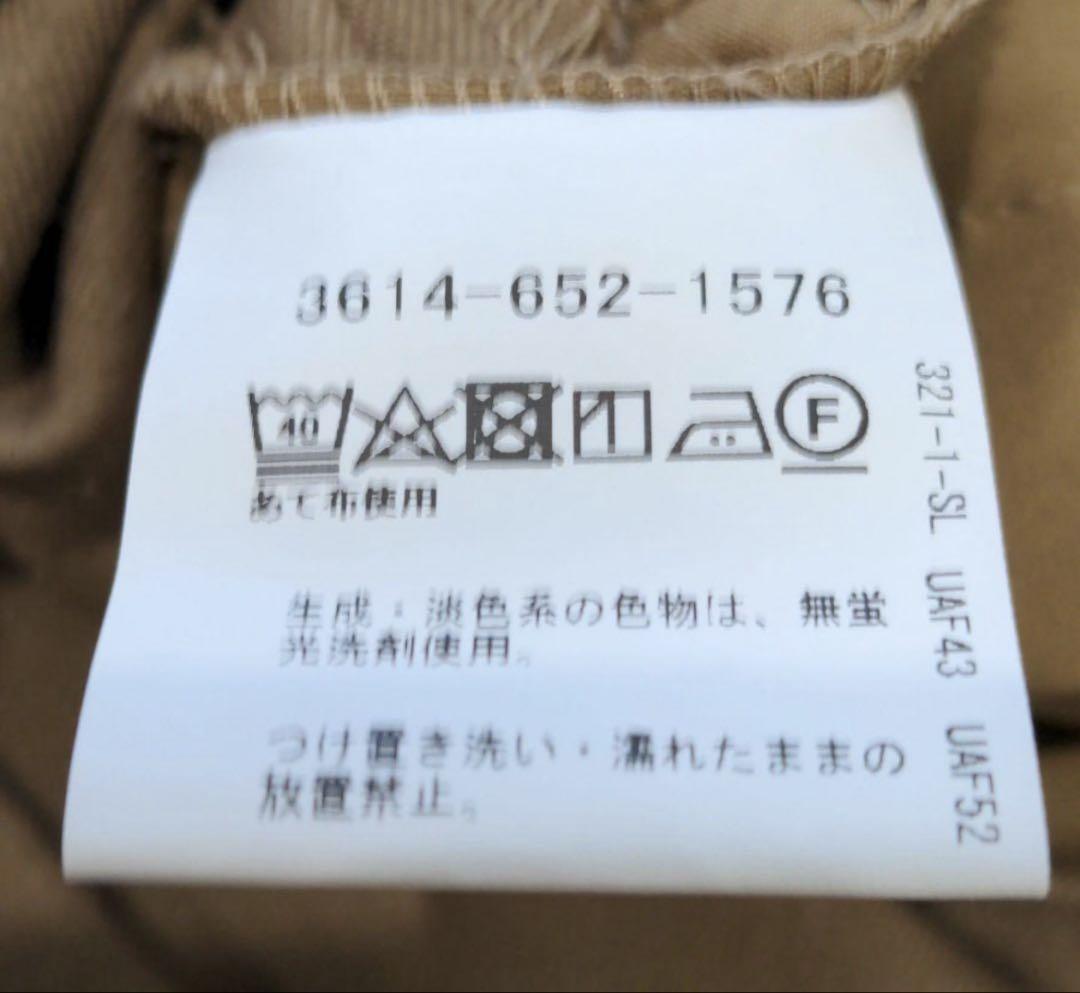 3614-652-1576
40
F
あて布使用
生成・淡色系の色物は、無蛍
光洗剤使用。
つけ置き洗い・濡れたままの
放置禁止。
321-1-SL UAF43 UAF52